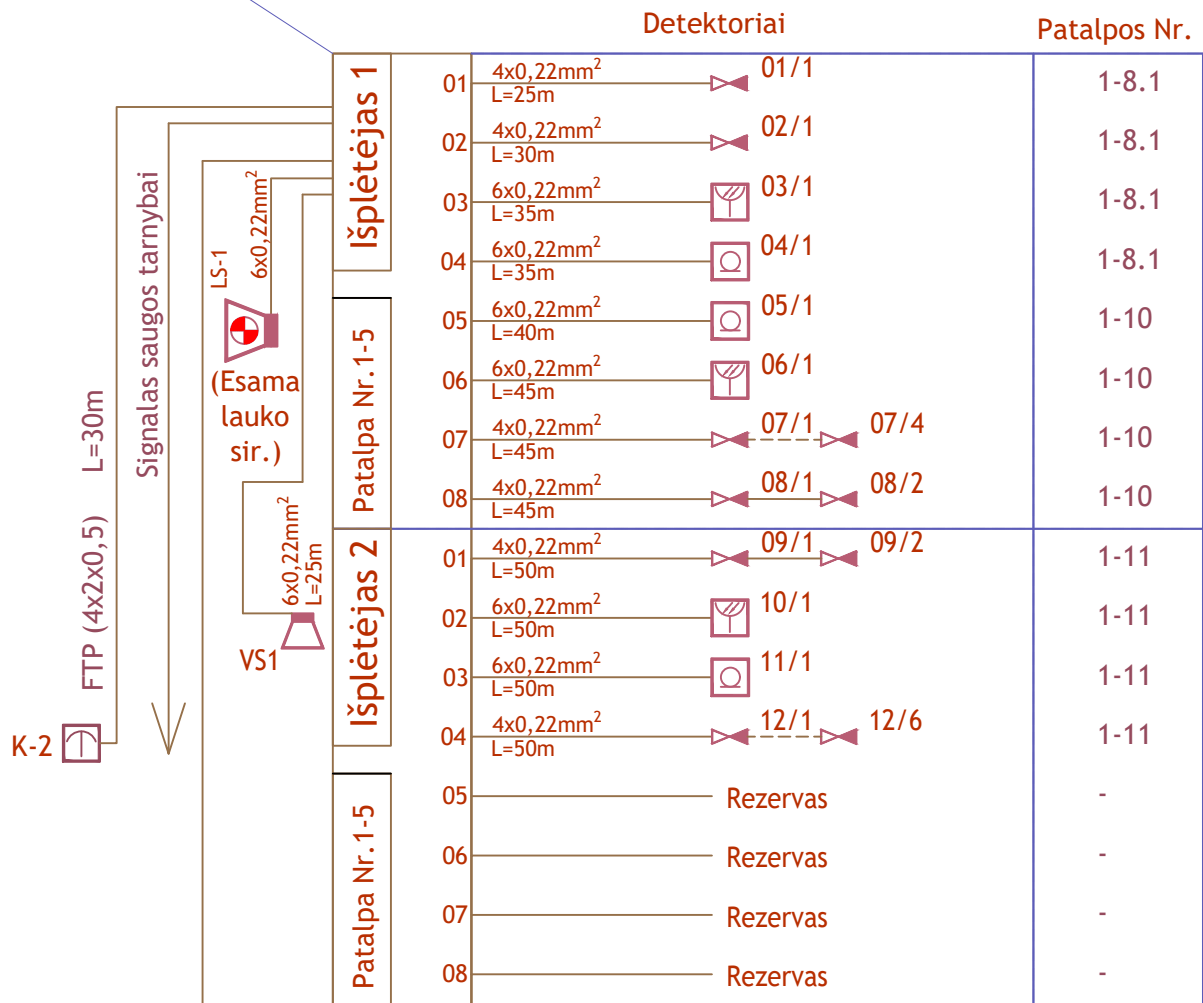 Detektoriai
Patalpos Nr.
Išplėtėjas 1
Patalpa Nr.1-5
01
4x0,22mm²
L=25m
01/1
1-8.1
02
4x0,22mm²
L=30m
02/1
1-8.1
03
6x0,22mm²
L=35m
03/1
1-8.1
04
6x0,22mm²
L=35m
04/1
1-8.1
05
6x0,22mm²
L=40m
05/1
1-10
06
6x0,22mm²
L=45m
06/1
1-10
07
4x0,22mm²
L=45m
07/1
07/4
1-10
08
4x0,22mm²
L=45m
08/1
08/2
1-10
Išplėtėjas 2
Patalpa Nr.1-5
01
4x0,22mm²
L=50m
09/1
09/2
1-11
02
6x0,22mm²
L=50m
10/1
1-11
03
6x0,22mm²
L=50m
11/1
1-11
04
4x0,22mm²
L=50m
12/1
12/6
1-11
05
Rezervas
-
06
Rezervas
-
07
Rezervas
-
08
Rezervas
-
FTP (4x2x0,5) L=30m
K-2
Signalas saugos tarnybai
LS-1
6x0,22mm²
(Esama
lauko
sir.)
6x0,22mm²
L=25m
VS1